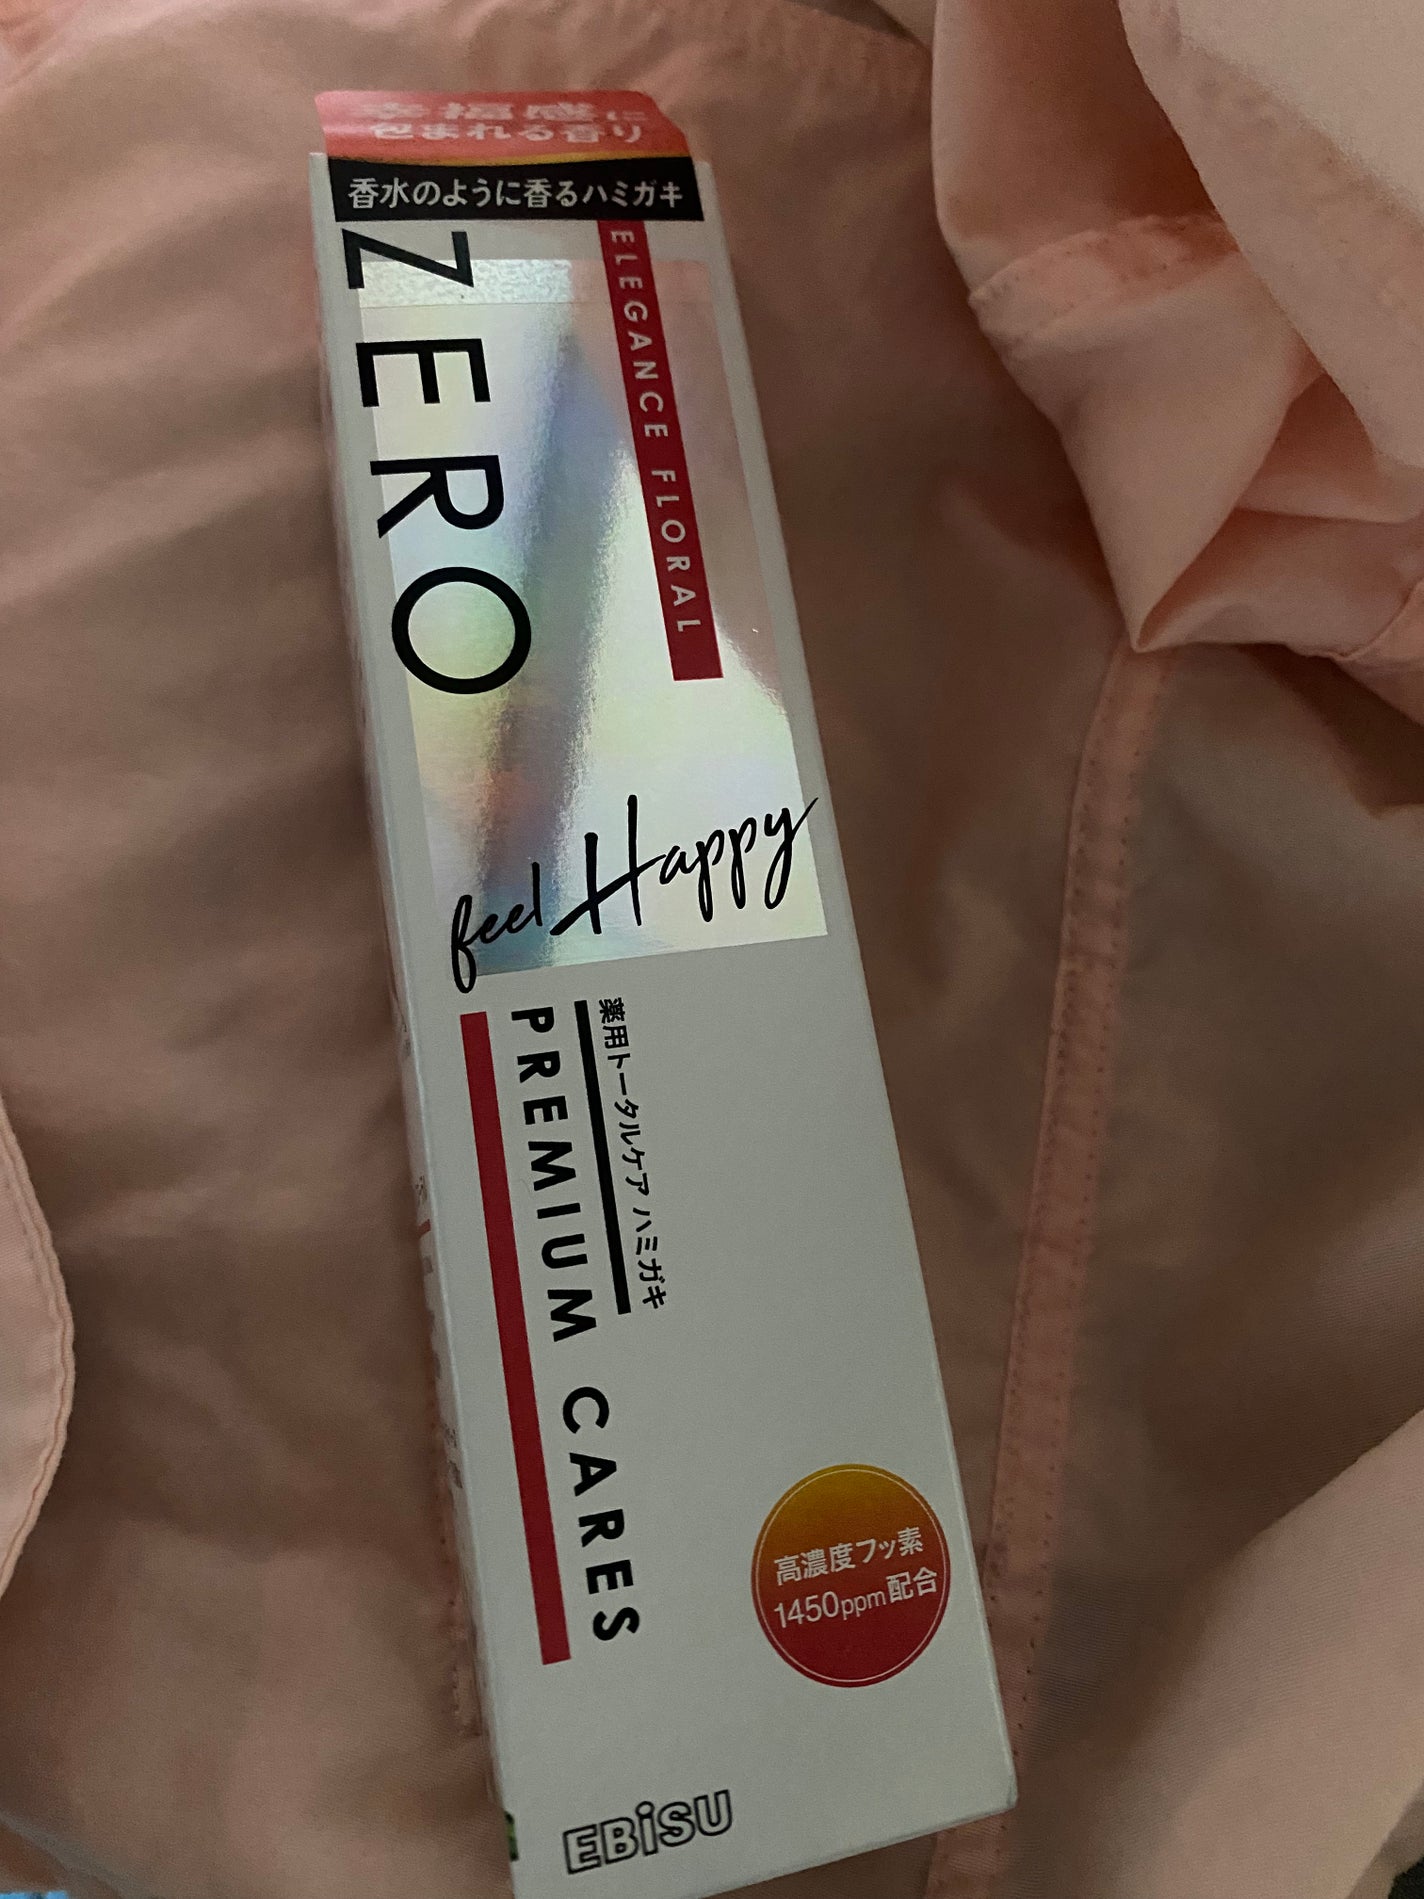 幸福感に
包まれる香り
香水のように香るハミガキ
ZERO
ELEGANCE FLORAL
feel Happy
薬用トータルケア ハミガキ
PREMIUM CARES
高濃度フッ素
1450ppm配合
EBiSU